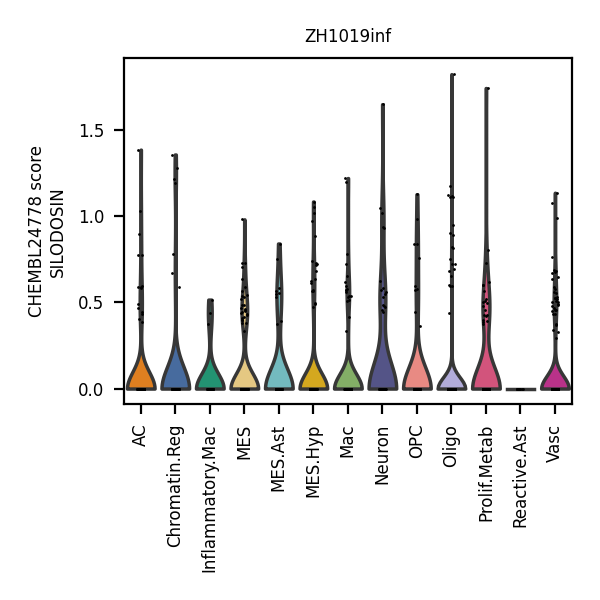 ZH1019inf
CHEMBL24778 score
SILODOSIN
1.5
1.0
0.5
0.0
AC
Chromatin.Reg
Inflammatory.Mac
MES
MES.Ast
MES.Hyp
Mac
Neuron
OPC
Oligo
Prolif.Metab
Reactive.Ast
Vasc